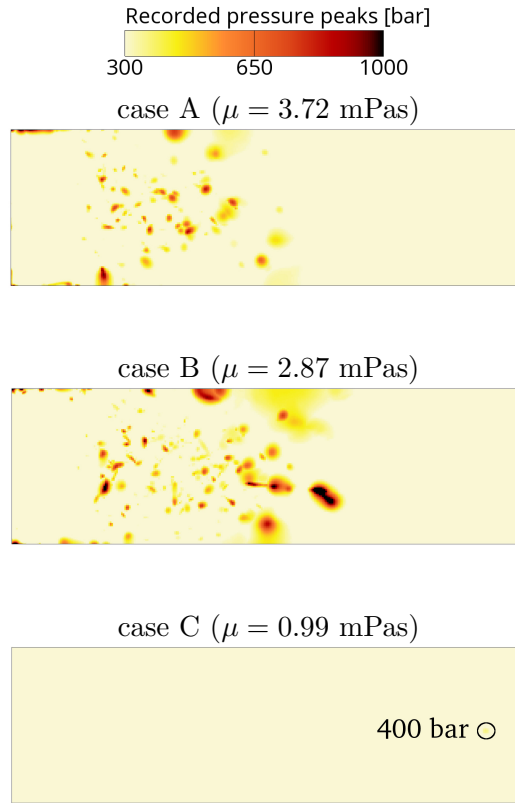 Recorded pressure peaks [bar]
300 650 1000
case A (μ = 3.72 mPas)
case B (μ = 2.87 mPas)
case C (μ = 0.99 mPas)
400 bar